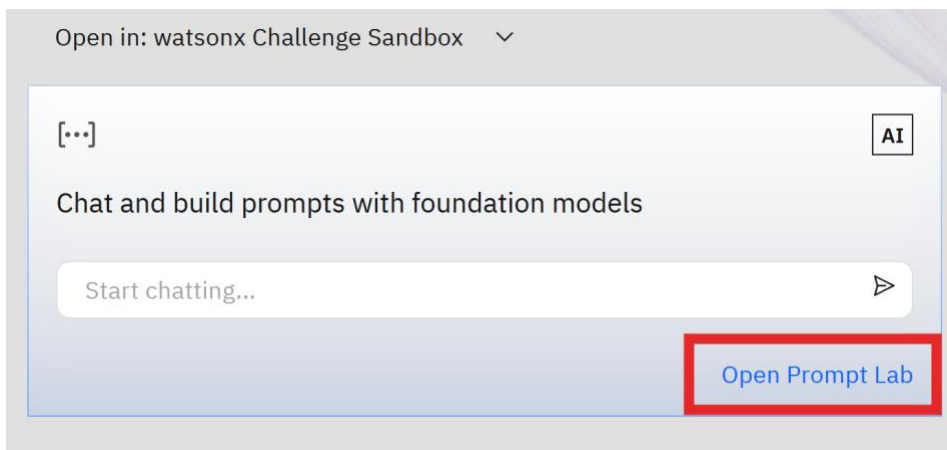 Open in: watsonx Challenge Sandbox
[...]
AI
Chat and build prompts with foundation models
Start chatting...
Open Prompt Lab